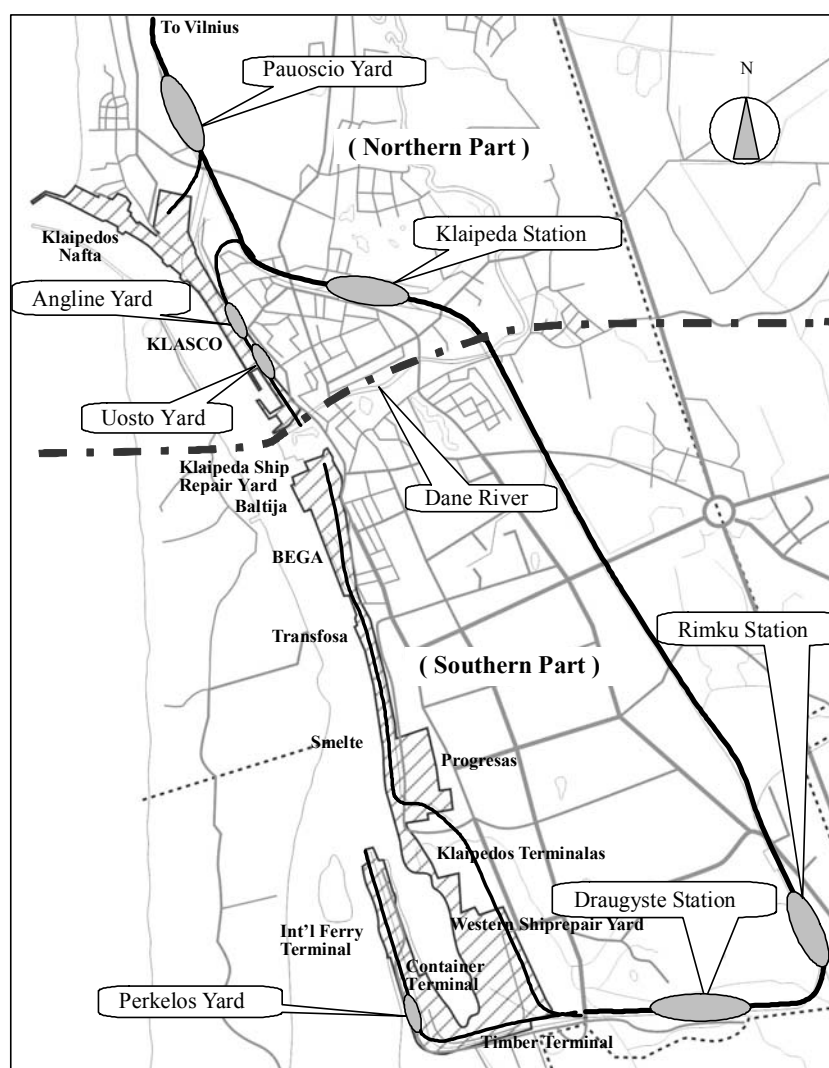 To Vilnius
Pauoscio Yard
N
( Northern Part )
Klaipedos
Nafta
Klaipeda Station
Angline Yard
KLASCO
Uosto Yard
Klaipeda Ship
Repair Yard
Baltija
Dane River
BEGA
Rimku Station
Transfosa
( Southern Part )
Smelte
Progresas
Klaipedos Terminalas
Draugyste Station
Western Shiprepair Yard
Int'l Ferry
Terminal
Container
Terminal
Perkelos Yard
Timber Terminal